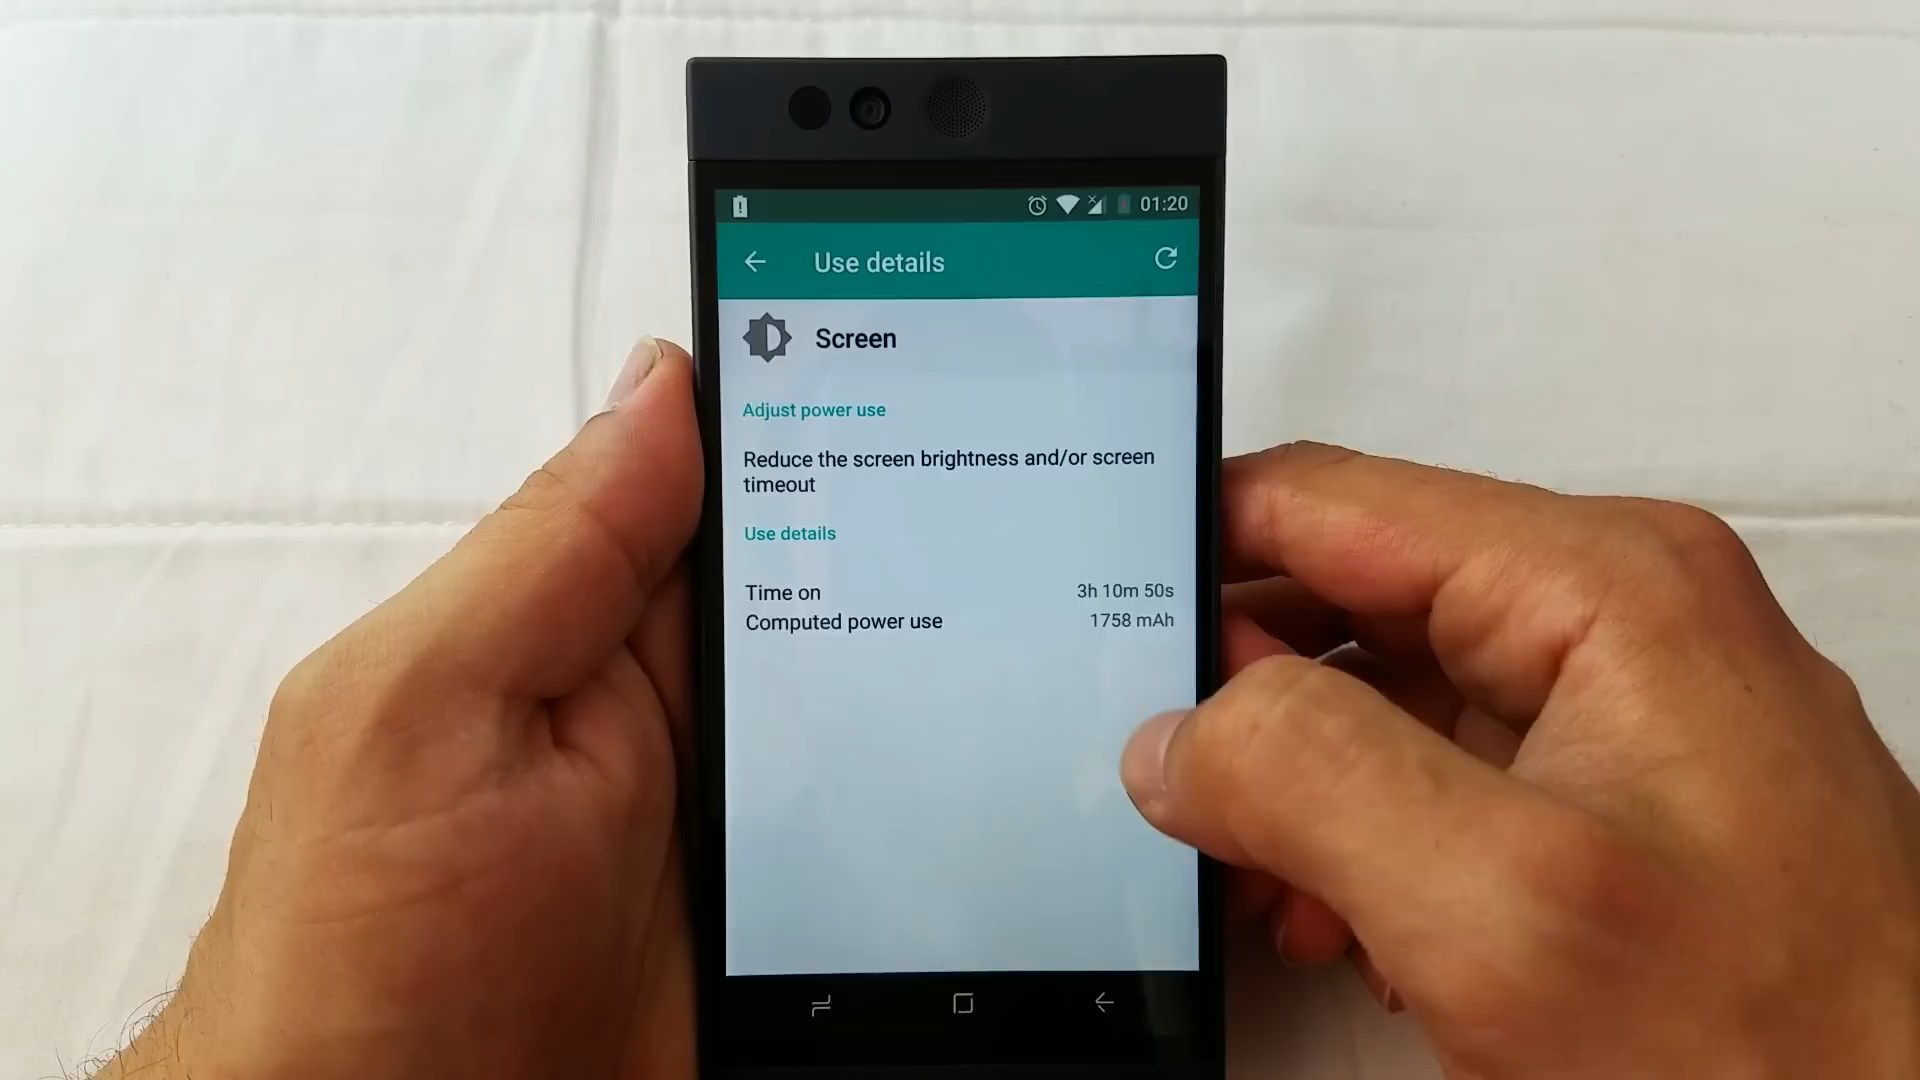 01:20
Use details
Screen
Adjust power use
Reduce the screen brightness and/or screen
timeout
Use details
Time on 3h 10m 50s
Computed power use 1758 mAh